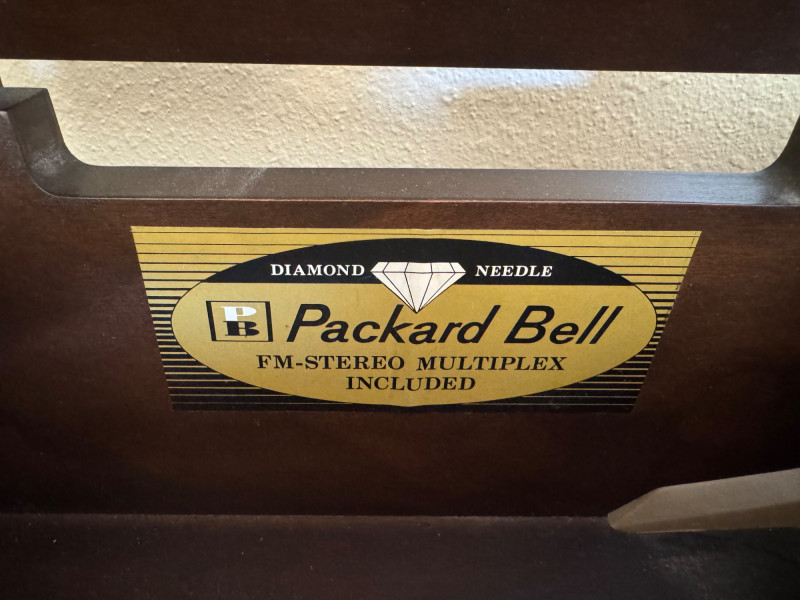 DIAMOND NEEDLE
PB Packard Bell
FM-STEREO MULTIPLEX
INCLUDED